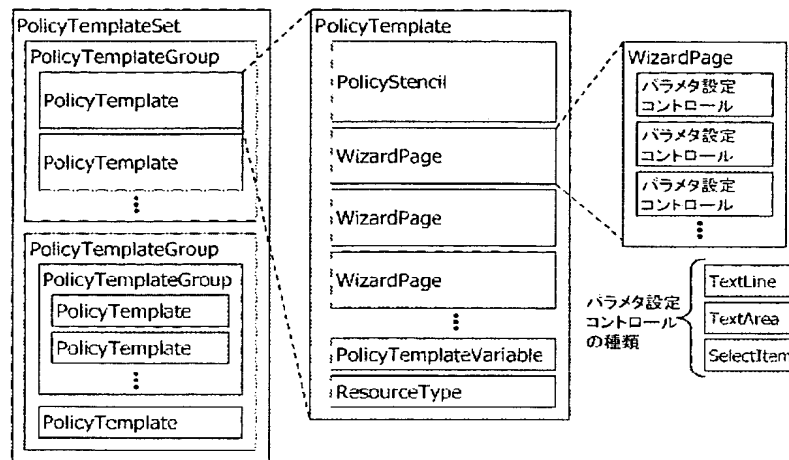 PolicyTemplateSet
PolicyTemplateGroup
PolicyTemplate
PolicyTemplate
PolicyTemplateGroup
PolicyTemplateGroup
PolicyTemplate
PolicyTemplate
PolicyTemplate
PolicyTemplate
PolicyStencil
WizardPage
WizardPage
WizardPage
PolicyTemplateVariable
ResourceType
WizardPage
パラメタ設定
コントロール
パラメタ設定
コントロール
パラメタ設定
コントロール
パラメタ設定
コントロール
の種類
TextLine
TextArea
SelectItem